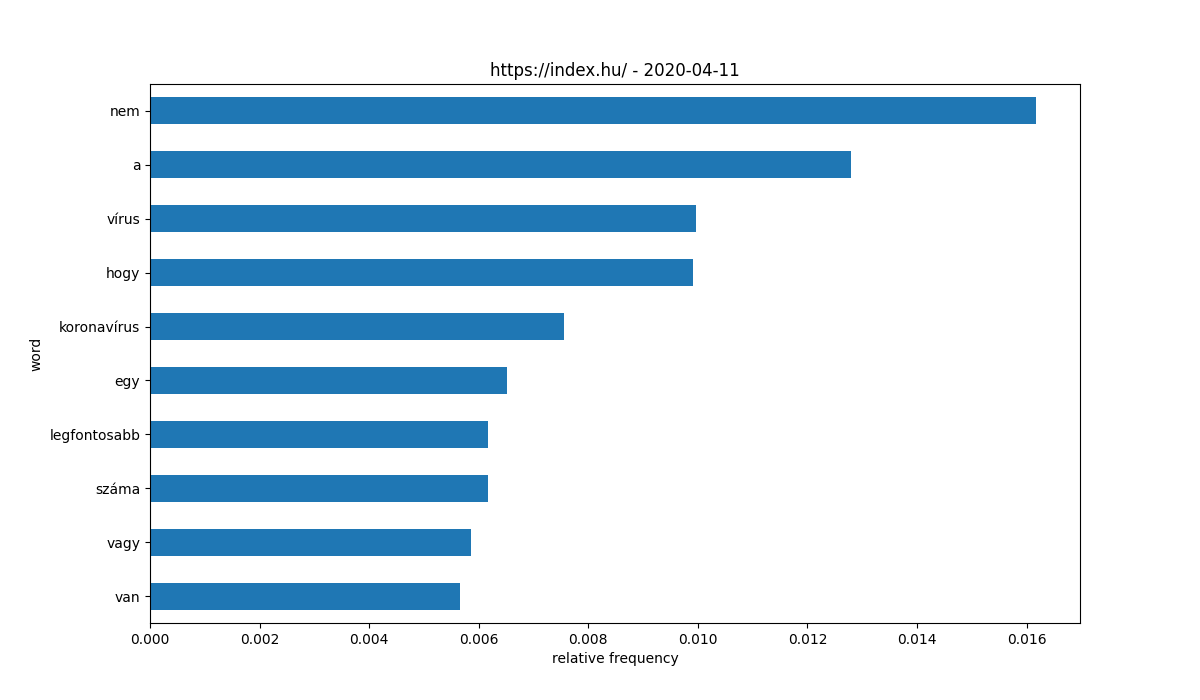 https://index.hu/ - 2020-04-11
nem
a
vírus
hogy
koronavírus
egy
legfontosabb
száma
vagy
van
word
0.000 0.002 0.004 0.006 0.008 0.010 0.012 0.014 0.016
relative frequency